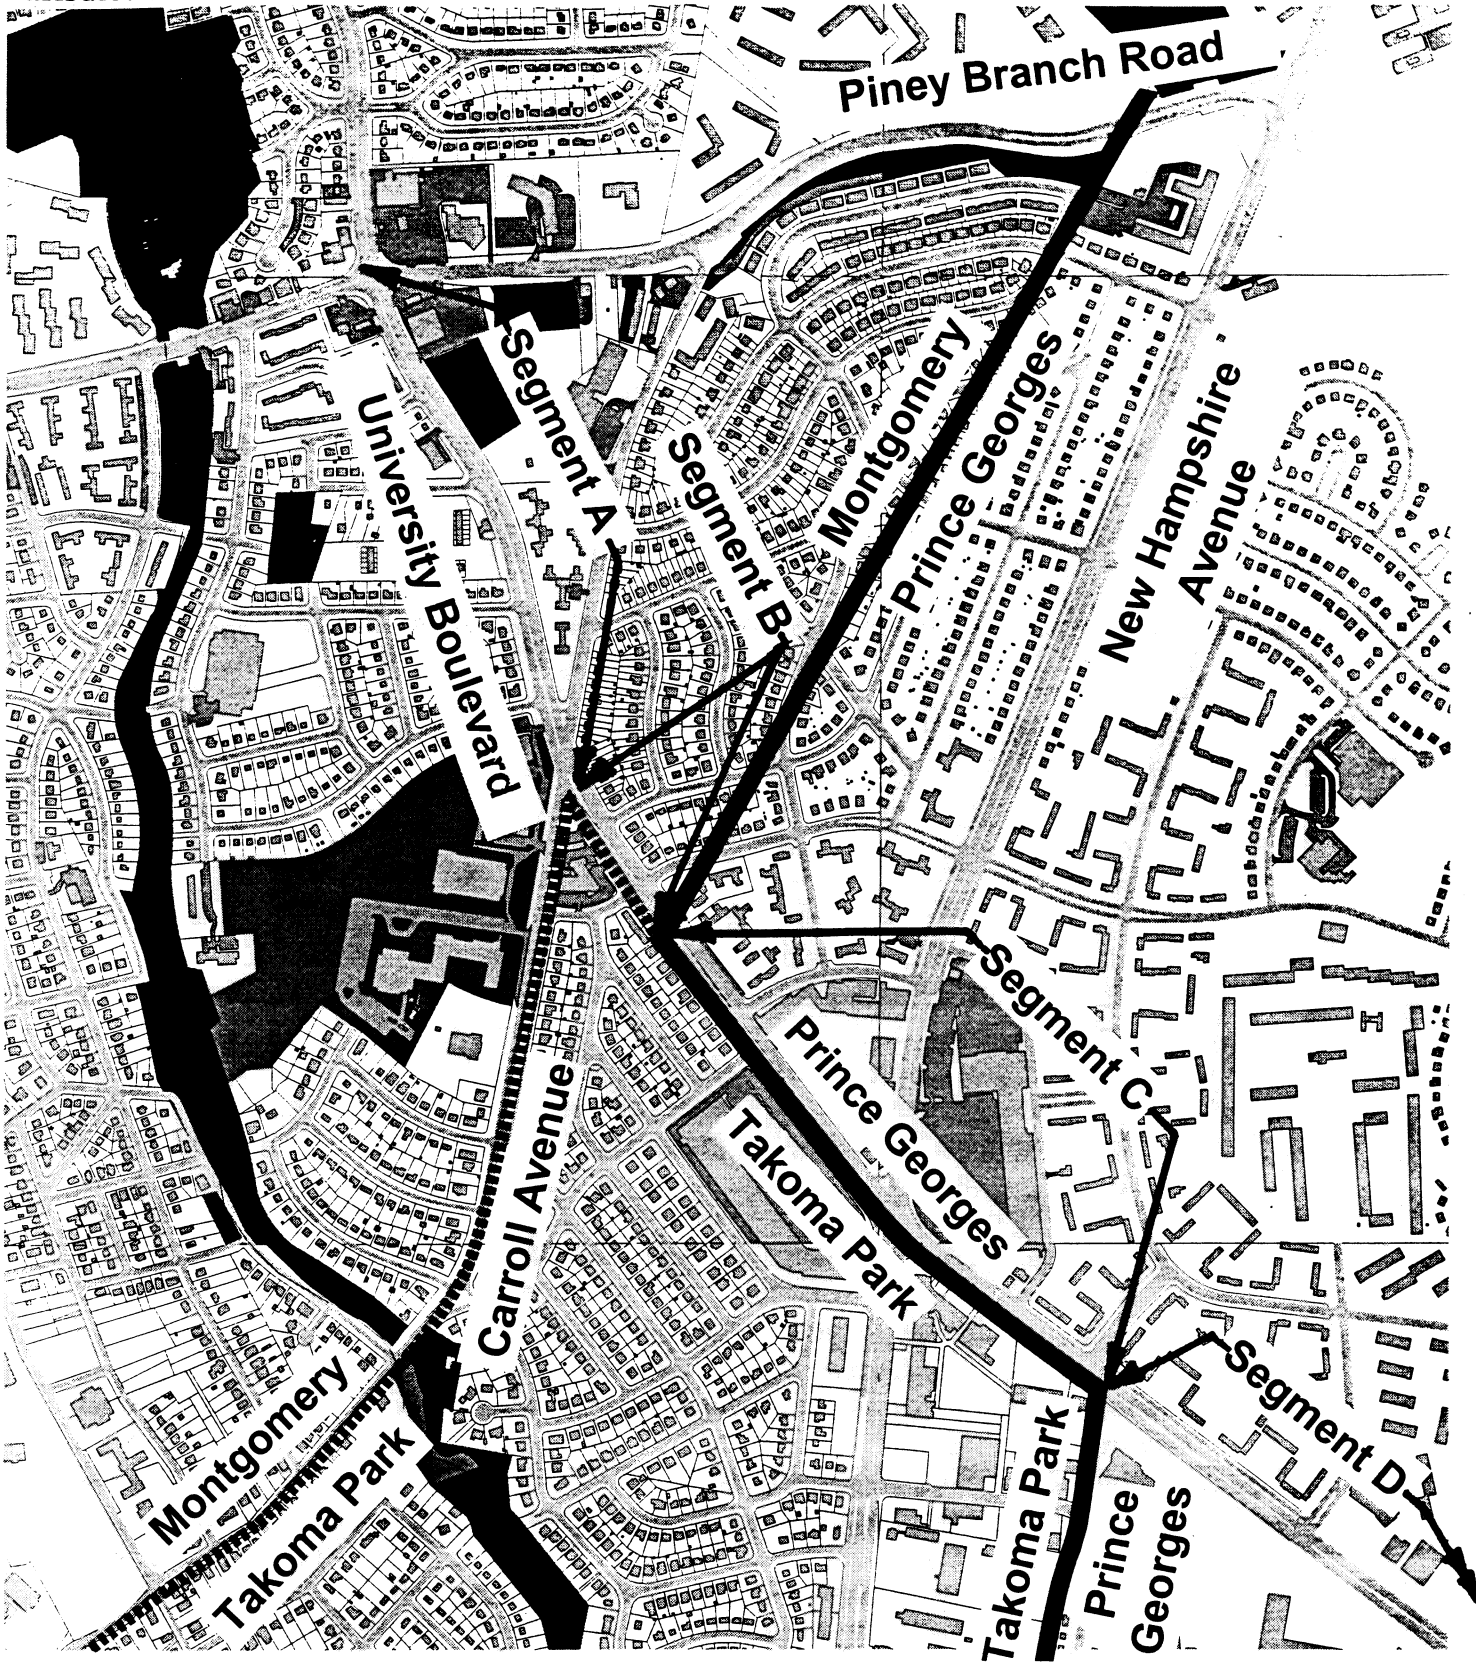 Piney Branch Road
Segment A
University Boulevard
Segment B
Montgomery
Prince Georges
New Hampshire
Avenue
Segment C
Prince Georges
Takoma Park
Carroll Avenue
Segment D
Montgomery
Takoma Park
Takoma Park
Prince
Georges